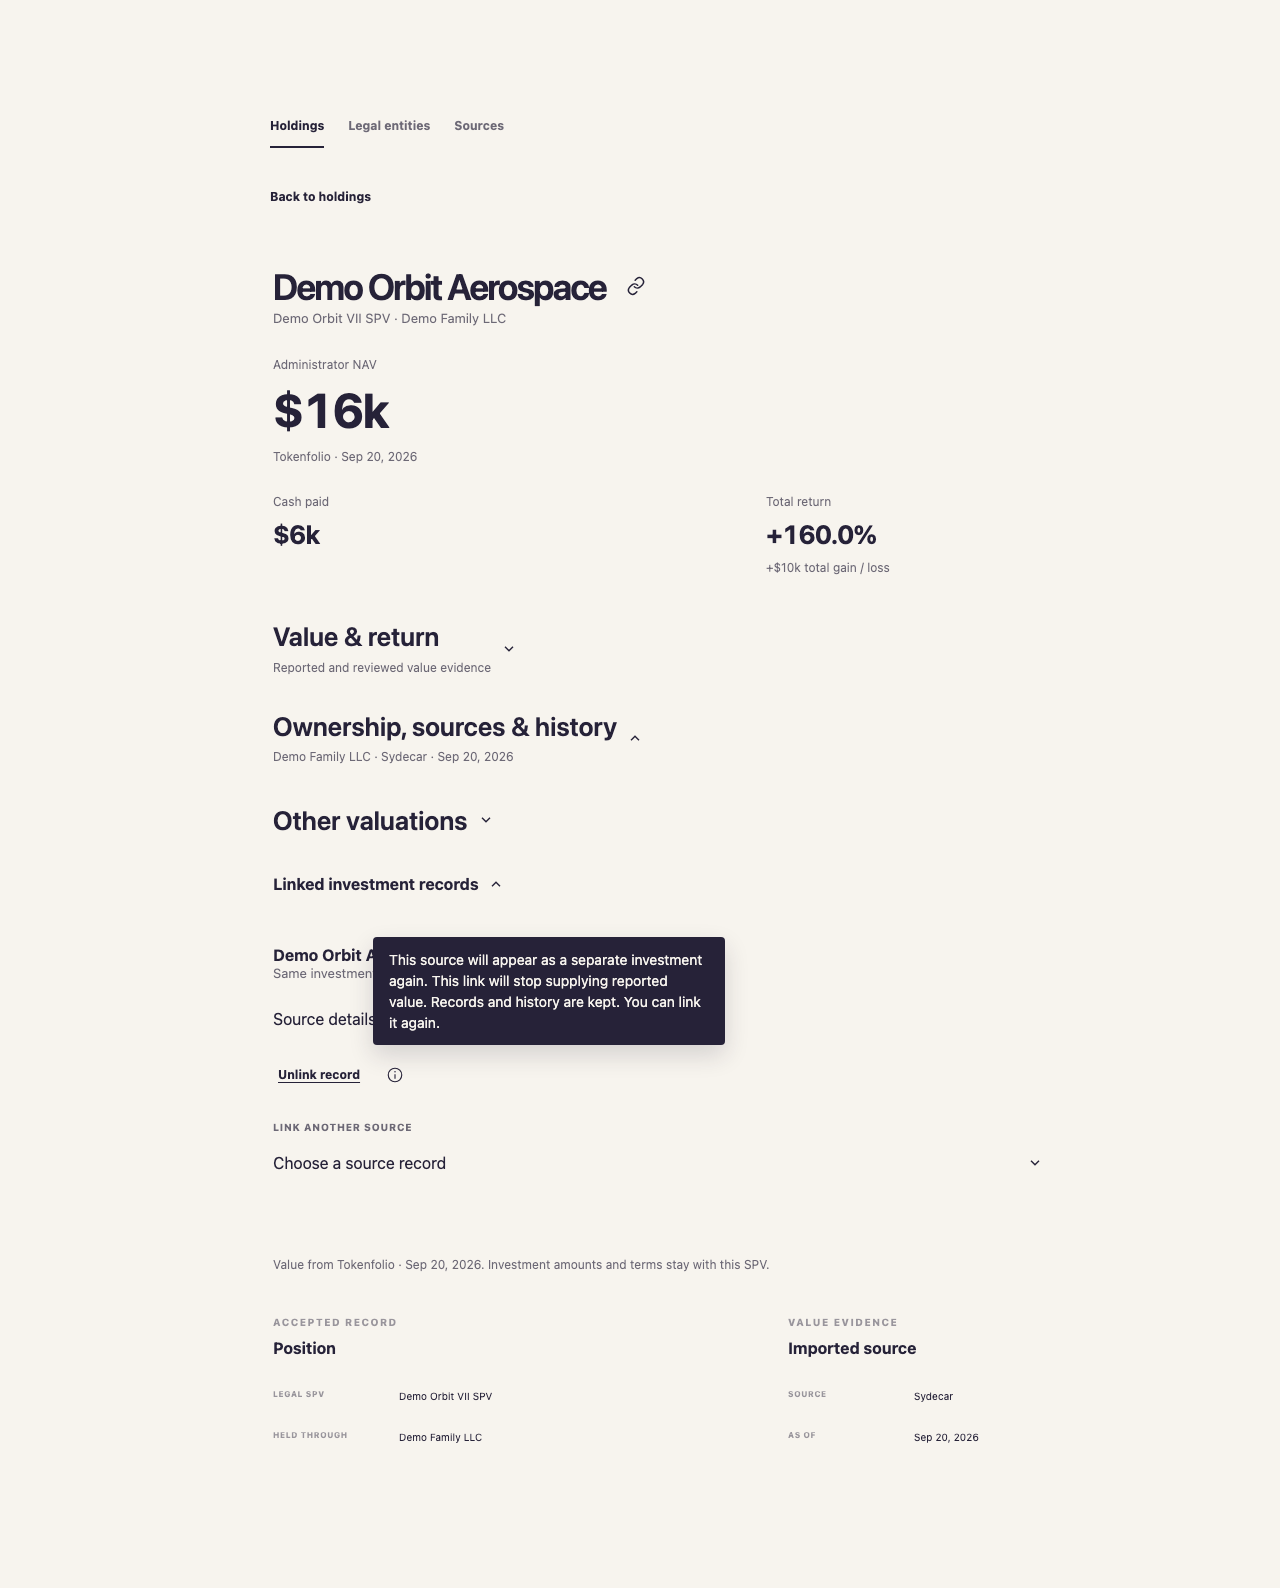 Holdings Legal entities Sources
Back to holdings
Demo Orbit Aerospace
Demo Orbit VII SPV · Demo Family LLC
Administrator NAV
$16k
Tokenfolio · Sep 20, 2026
Cash paid
$6k
Total return
+160.0%
+$10k total gain / loss
Value & return
Reported and reviewed value evidence
Ownership, sources & history
Demo Family LLC · Sydecar · Sep 20, 2026
Other valuations
Linked investment records
Demo Orbit
Same
This source will appear as a separate investment
again. This link will stop supplying reported
value. Records and history are kept. You can link
it again.
Source details
Unlink record
LINK ANOTHER SOURCE
Choose a source record
Value from Tokenfolio · Sep 20, 2026. Investment amounts and terms stay with this SPV.
ACCEPTED RECORD
Position
LEGAL SPV Demo Orbit VII SPV
HELD THROUGH Demo Family LLC
VALUE EVIDENCE
Imported source
SOURCE Sydecar
AS OF Sep 20, 2026